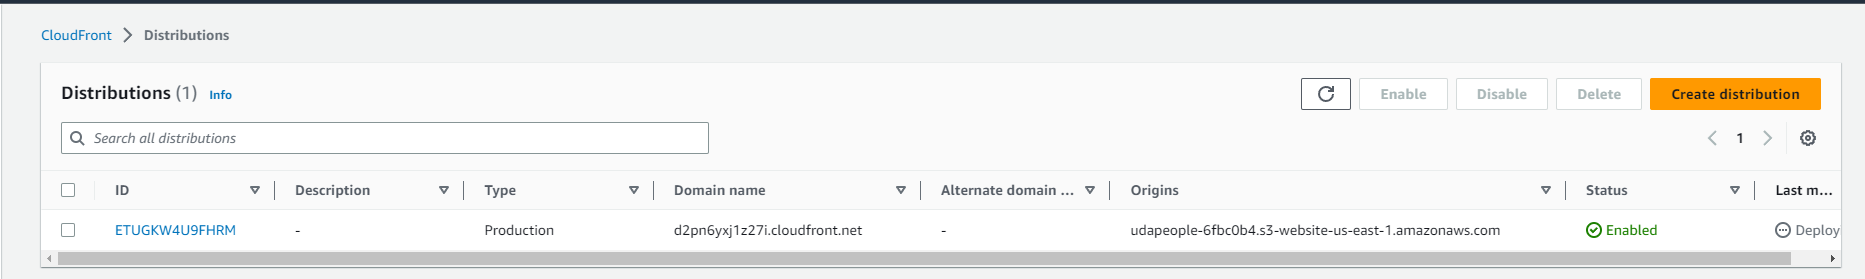 CloudFront > Distributions
Distributions (1) Info
Enable Disable Delete Create distribution
Search all distributions
1
ID Description Type Domain name Alternate domain ... Origins Status Last m...
ETUGKW4U9FHRM - Production d2pn6yxj1z27i.cloudfront.net - udapeople-6fbc0b4.s3-website-us-east-1.amazonaws.com Enabled Deploy